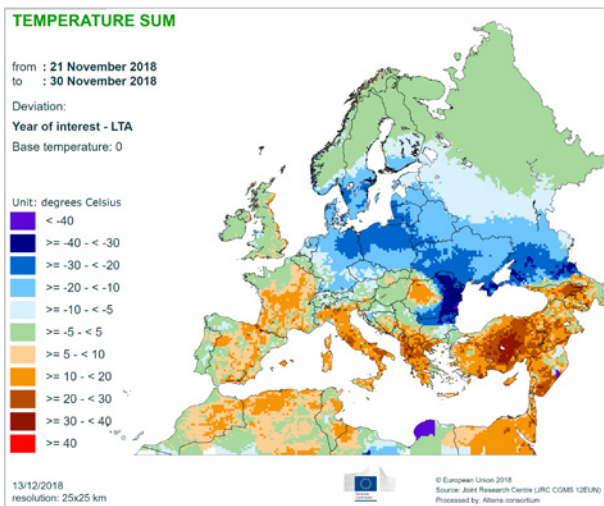 TEMPERATURE SUM
from : 21 November 2018
to : 30 November 2018
Deviation:
Year of interest - LTA
Base temperature: 0
Unit: degrees Celsius
< -40
>= -40 - < -30
>= -30 - < -20
>= -20 - < -10
>= -10 - < -5
>= -5 - < 5
>= 5 - < 10
>= 10 - < 20
>= 20 - < 30
>= 30 - < 40
>= 40
13/12/2018
resolution: 25x25 km
© European Union 2018
Source: Joint Research Centre (JRC CGMS 12EUN)
Processed by: Alterra consortium